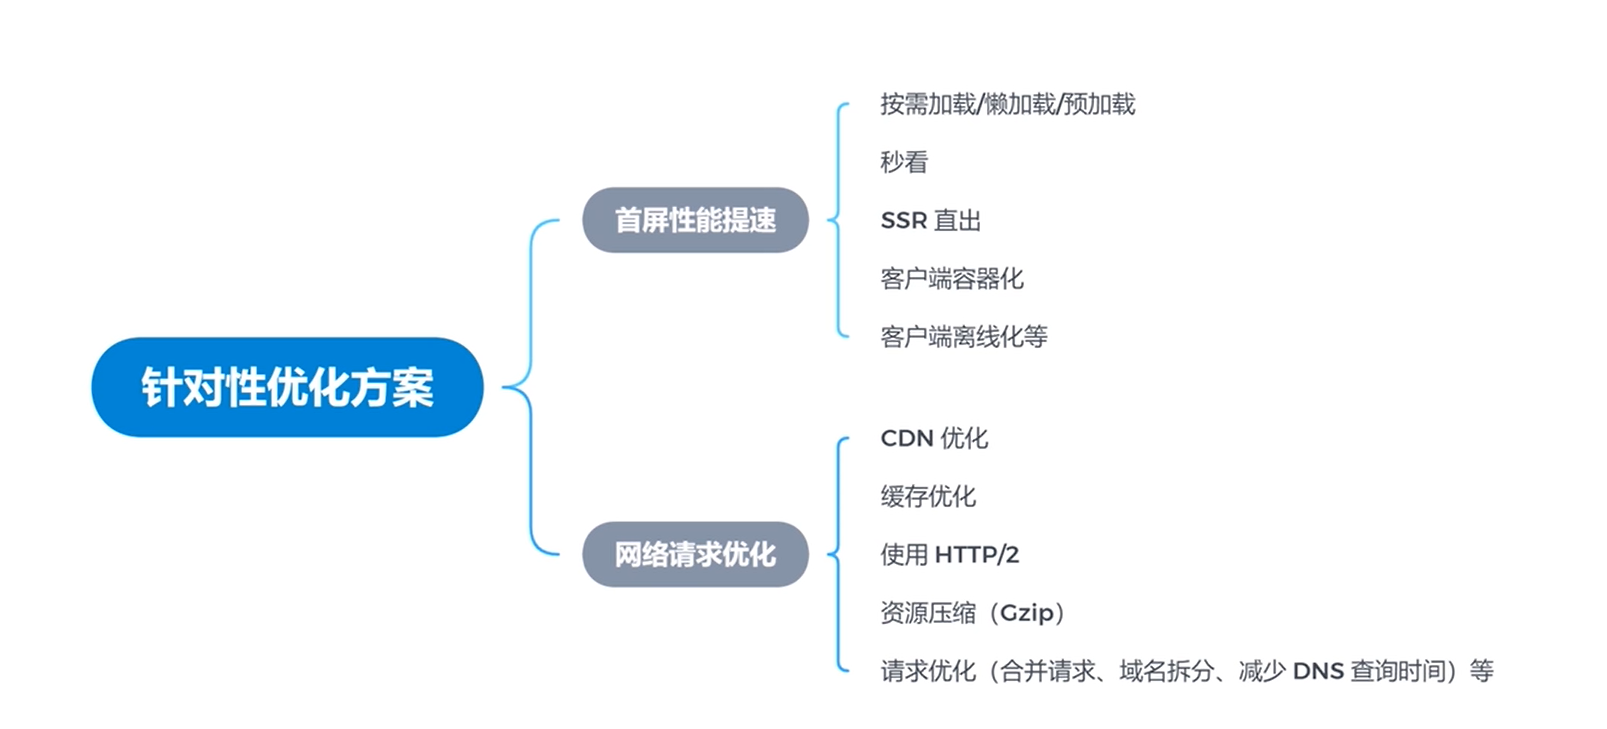 针对性优化方案
首屏性能提速
按需加载/懒加载/预加载
秒看
SSR 直出
客户端容器化
客户端离线化等
网络请求优化
CDN 优化
缓存优化
使用 HTTP/2
资源压缩（Gzip）
请求优化（合并请求、域名拆分、减少 DNS 查询时间）等